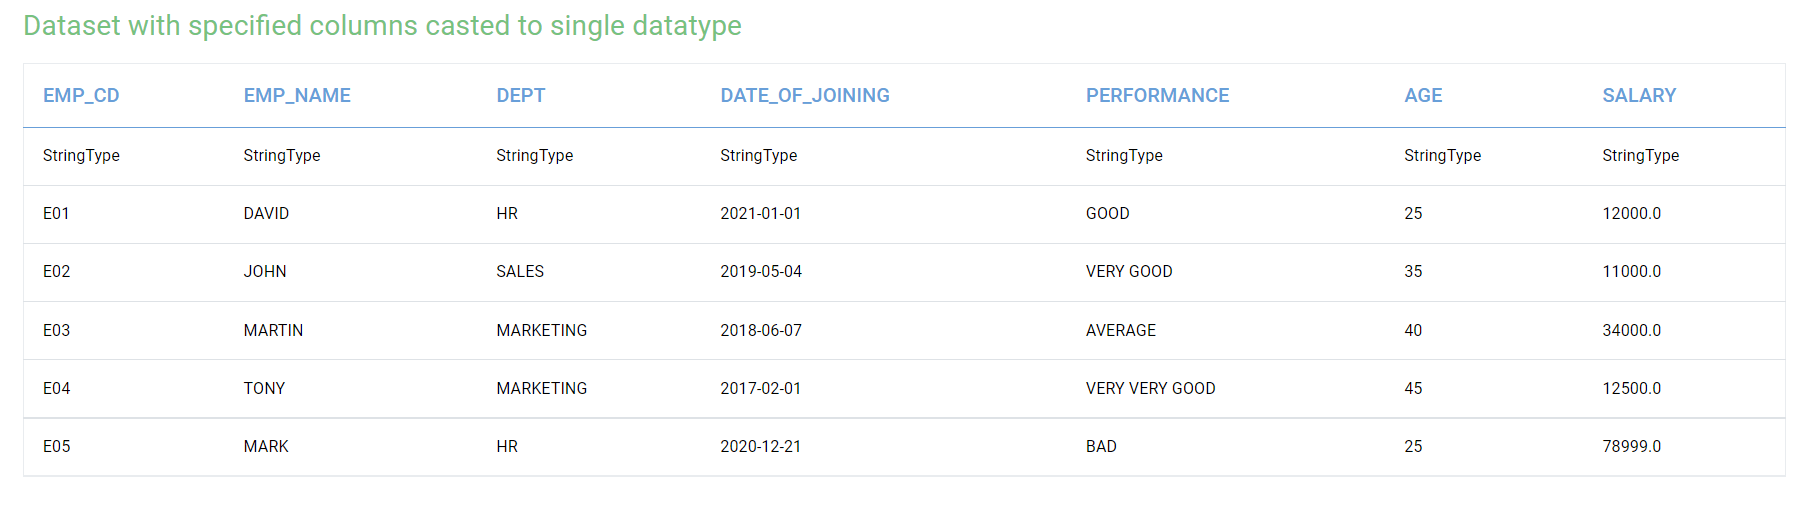 Dataset with specified columns casted to single datatype
EMP_CD EMP_NAME DEPT DATE_OF_JOINING PERFORMANCE AGE SALARY
StringType StringType StringType StringType StringType StringType StringType
E01 DAVID HR 2021-01-01 GOOD 25 12000.0
E02 JOHN SALES 2019-05-04 VERY GOOD 35 11000.0
E03 MARTIN MARKETING 2018-06-07 AVERAGE 40 34000.0
E04 TONY MARKETING 2017-02-01 VERY VERY GOOD 45 12500.0
E05 MARK HR 2020-12-21 BAD 25 78999.0